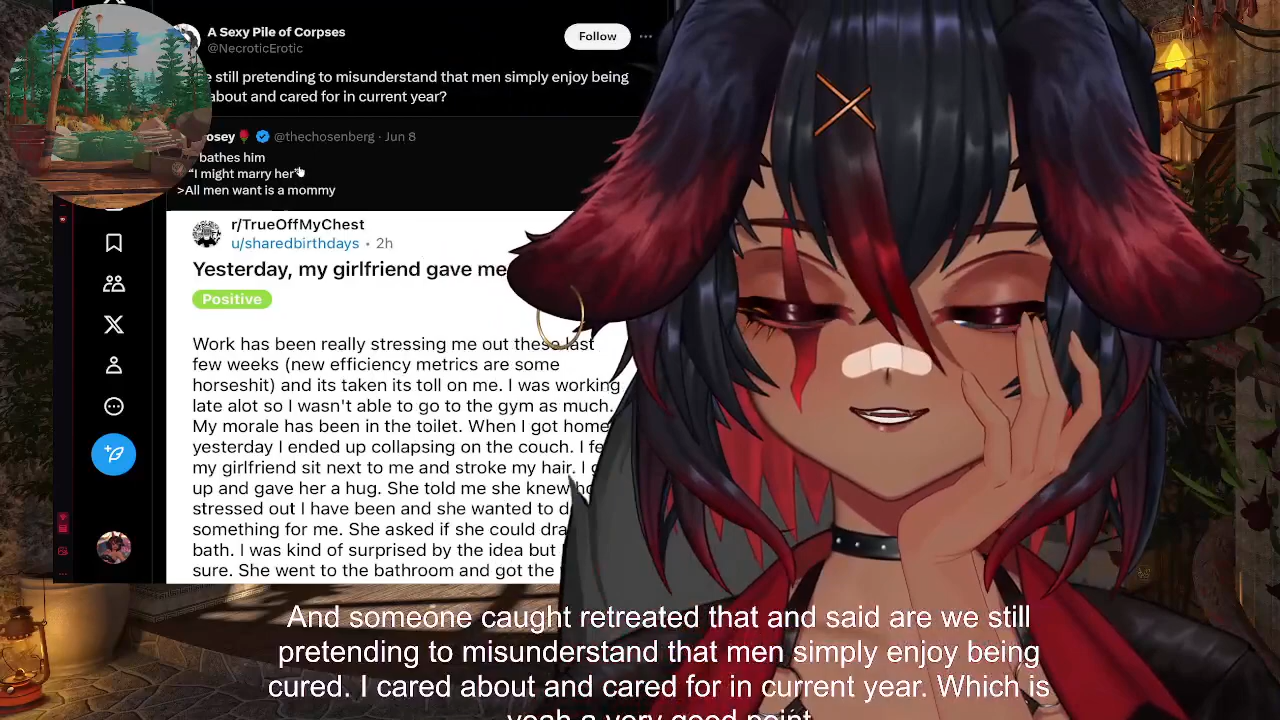 A Sexy Pile of Corpses
@NecroticErotic
Follow
still pretending to misunderstand that men simply enjoy being
about and cared for in current year?
osey🌹 @thechosenberg · Jun 8
bathes him
"I might marry her"
>All men want is a mommy
r/TrueOffMyChest
u/sharedbirthdays • 2h
Yesterday, my girlfriend gave me
Positive
Work has been really stressing me out these last
few weeks (new efficiency metrics are some
horseshit) and its taken its toll on me. I was working
late alot so I wasn't able to go to the gym as much.
My morale has been in the toilet. When I got home
yesterday I ended up collapsing on the couch. I
my girlfriend sit next to me and stroke my hair. I
up and gave her a hug. She told me she knew
stressed out I have been and she wanted to
something for me. She asked if she could
bath. I was kind of surprised by the idea but
sure. She went to the bathroom and got the
And someone caught retreated that and said are we still
pretending to misunderstand that men simply enjoy being
cured. I cared about and cared for in current year. Which is
yeah a very good point